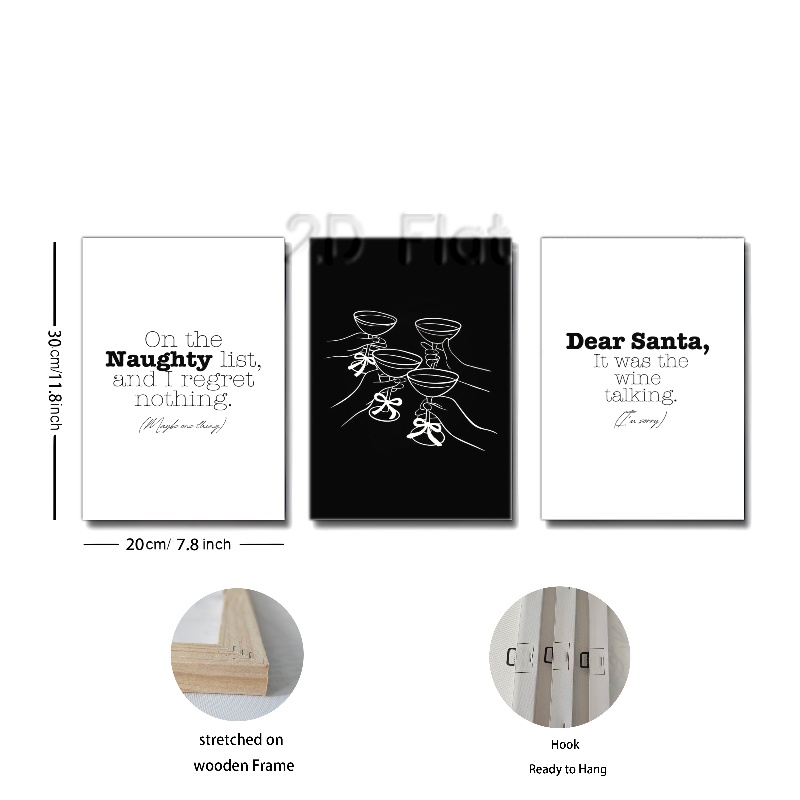 2D Flat
On the
Naughty list,
and I regret
nothing.
(Maybe one thing)
Dear Santa,
It was the
wine
talking.
(I'm sorry)
30cm/11.8inch
20cm/ 7.8 inch
stretched on
wooden Frame
Hook
Ready to Hang